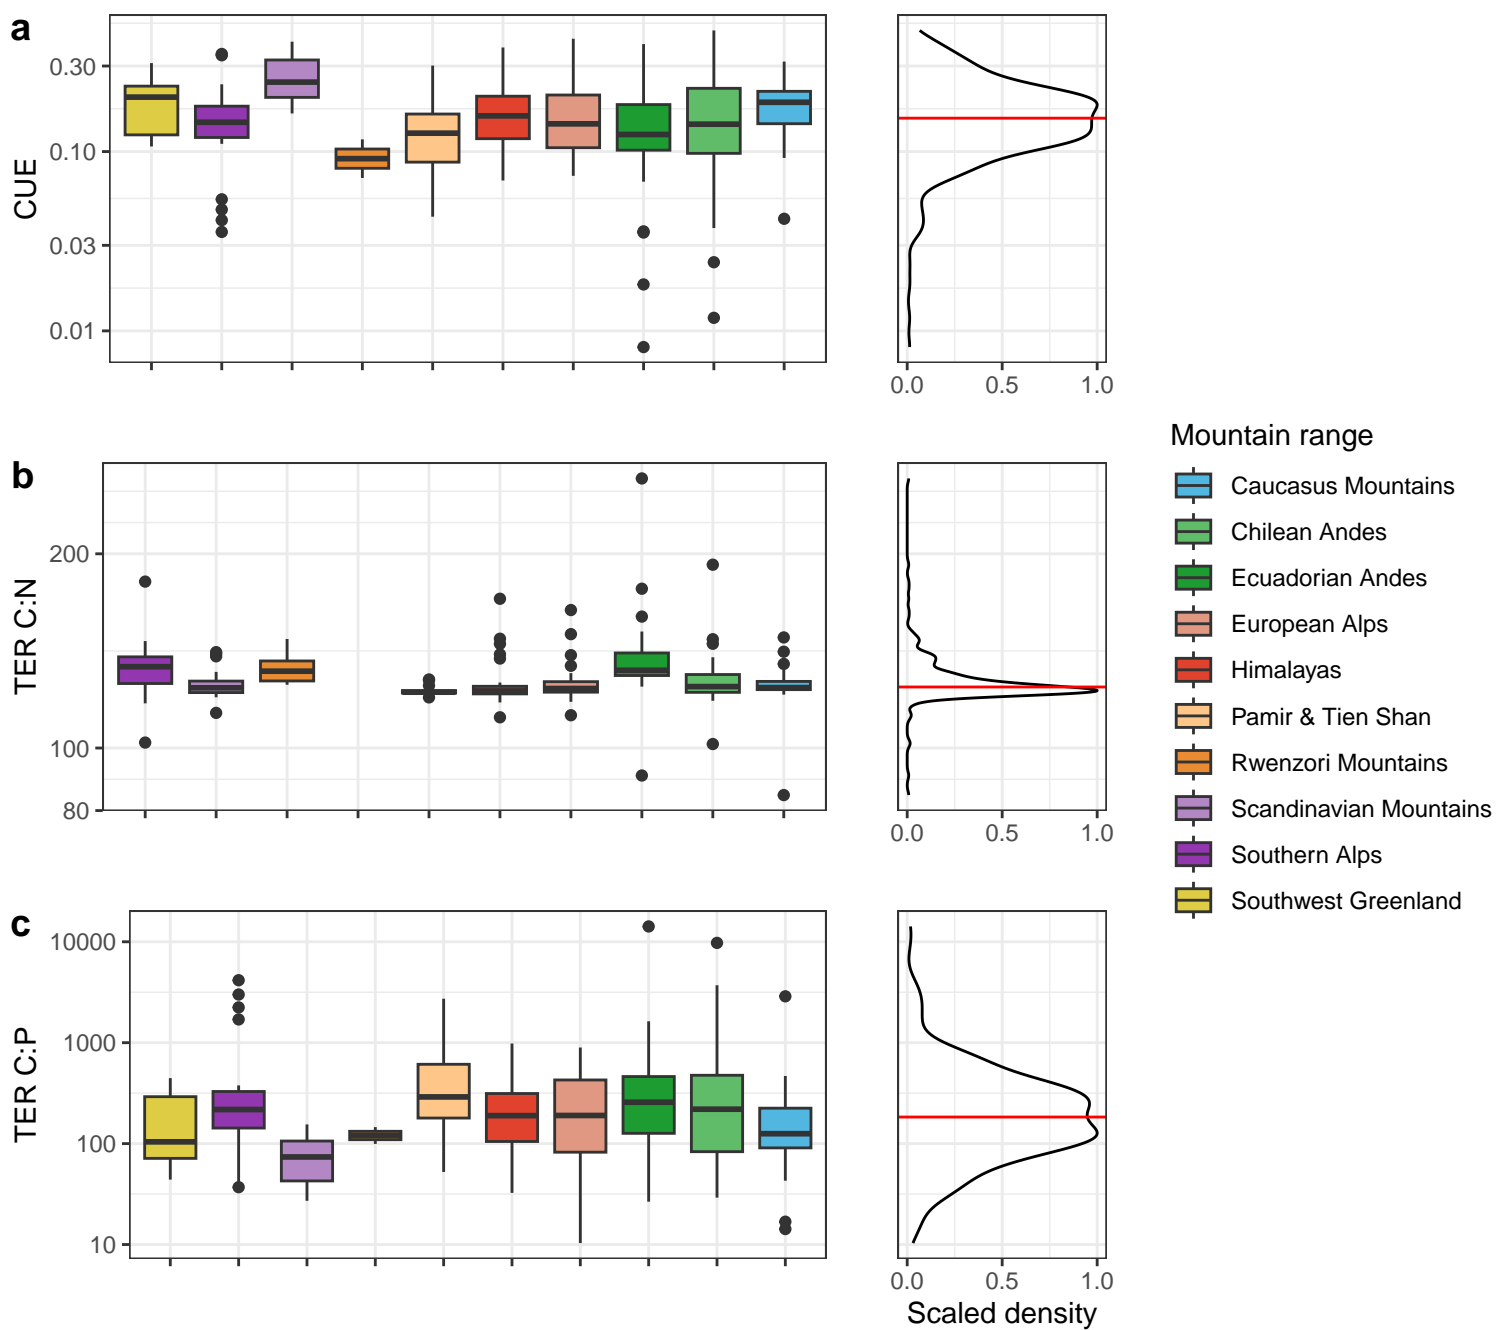 a
CUE
0.30
0.10
0.03
0.01
0.0 0.5 1.0
b
TER C:N
200
100
80
0.0 0.5 1.0
c
TER C:P
10000
1000
100
10
0.0 0.5 1.0
Scaled density
Mountain range
Caucasus Mountains
Chilean Andes
Ecuadorian Andes
European Alps
Himalayas
Pamir & Tien Shan
Rwenzori Mountains
Scandinavian Mountains
Southern Alps
Southwest Greenland